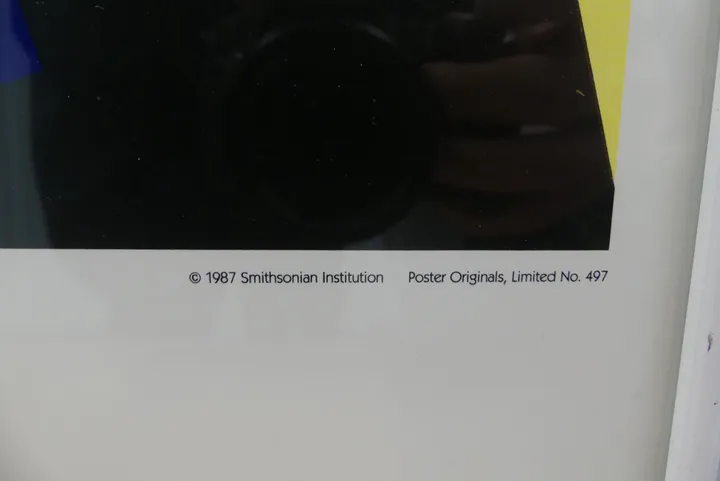 © 1987 Smithsonian Institution Poster Originals, Limited No. 497